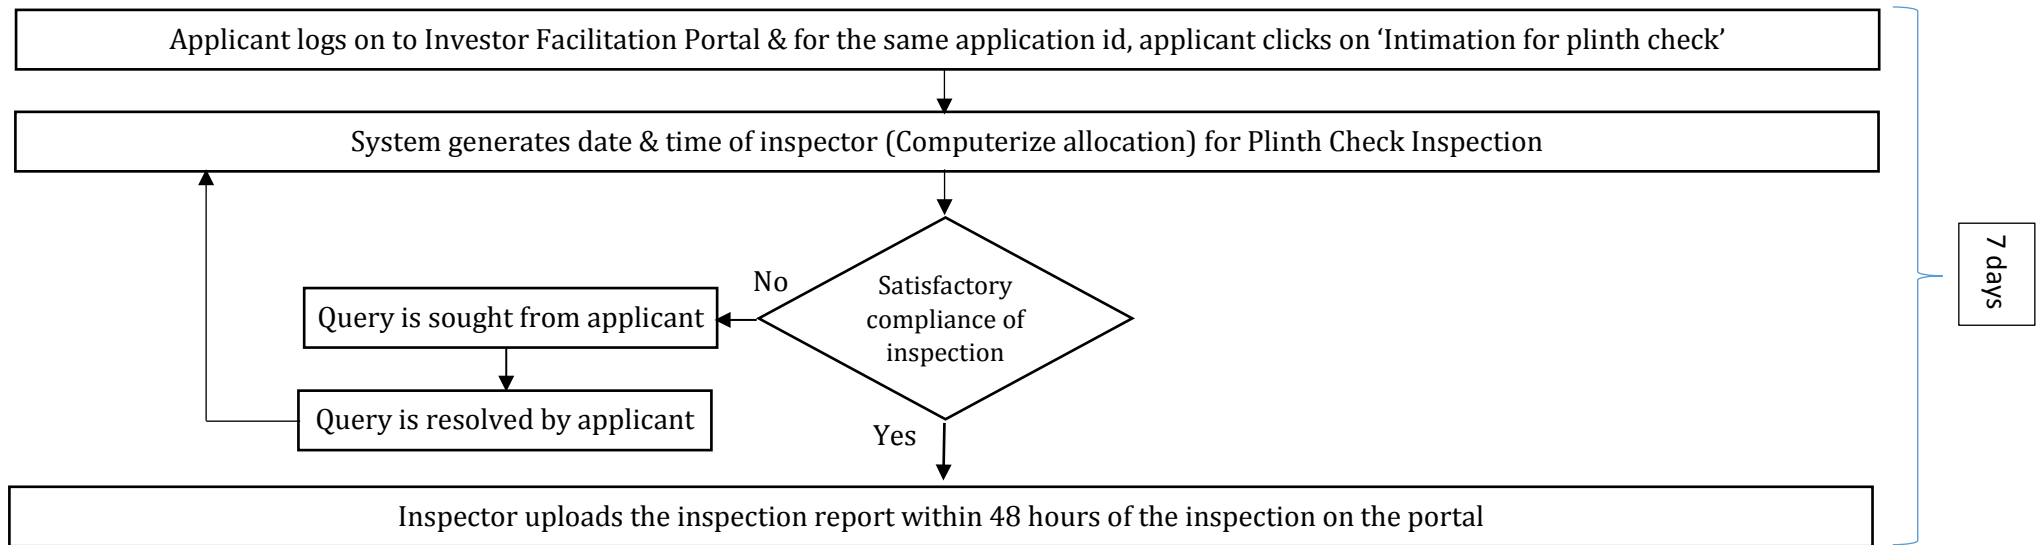 Applicant logs on to Investor Facilitation Portal & for the same application id, applicant clicks on ‘Intimation for plinth check’
System generates date & time of inspector (Computerize allocation) for Plinth Check Inspection
7 days
No
Satisfactory
compliance of
inspection
Query is sought from applicant
Query is resolved by applicant
Yes
Inspector uploads the inspection report within 48 hours of the inspection on the portal